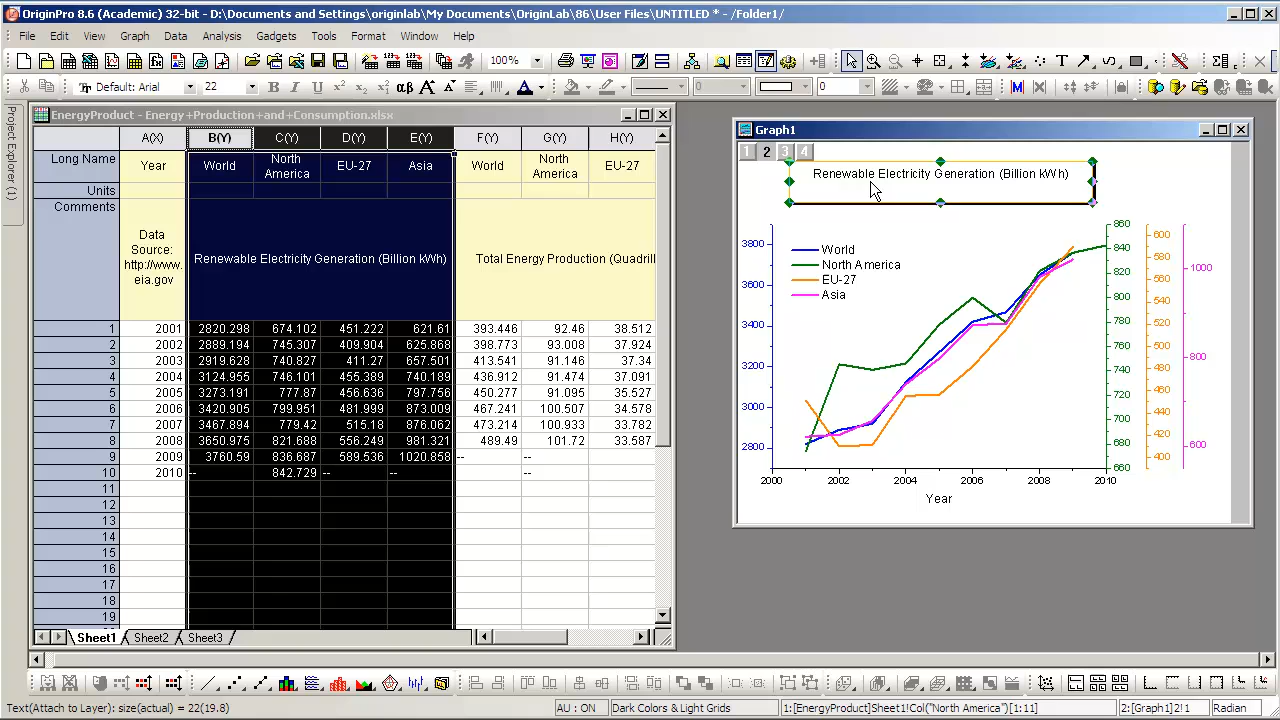 OriginPro 8.6 (Academic) 32-bit - D:\Documents and Settings\originlab\My Documents\OriginLab\86\User Files\UNTITLED * - /Folder1/
File Edit View Graph Data Analysis Gadgets Tools Format Window Help
100%
Default: Arial 22 B I U αβ A A A 0 0
Project Explorer (1)
EnergyProduct - Energy+Production+and+Consumption.xlsx
A(X) B(Y) C(Y) D(Y) E(Y) F(Y) G(Y) H(Y)
Long Name Year World North America EU-27 Asia World North America EU-27
Units
Comments
Data Source: http://www.eia.gov
Renewable Electricity Generation (Billion kWh)
Total Energy Production (Quadrill
1 2001 2820.298 674.102 451.222 621.61 393.446 92.46 38.512
2 2002 2889.194 745.207 409.904 625.868 398.773 93.008 37.924
3 2003 2919.628 740.827 411.27 657.501 413.541 91.146 37.34
4 2004 3124.955 746.101 455.389 740.189 436.912 91.474 37.091
5 2005 3273.191 777.87 456.636 797.756 450.277 91.095 35.527
6 2006 3420.905 799.951 481.999 873.009 467.241 100.507 34.578
7 2007 3467.894 779.42 515.13 876.062 473.214 100.933 33.782
8 2008 3650.975 821.688 556.249 981.321 489.49 101.72 33.587
9 2009 3760.59 836.687 589.536 1020.858 -- --
10 2010 -- 842.729 -- -- --
11
12
13
14
15
16
17
18
19
Sheet1 Sheet2 Sheet3
Graph1
1 2 3 4
Renewable Electricity Generation (Billion kWh)
World
North America
EU-27
Asia
3800
3600
3400
3200
3000
2800
860
840
820
800
780
760
740
720
700
680
660
600
580
560
540
520
500
480
460
440
420
400
1000
800
600
2000 2002 2004 2006 2008 2010
Year
Text(Attach to Layer): size(actual) = 22(19.8) AU : ON Dark Colors & Light Grids 1:[EnergyProduct]Sheet1!Col("North America")[1:11] 2:[Graph1]2!1 Radian